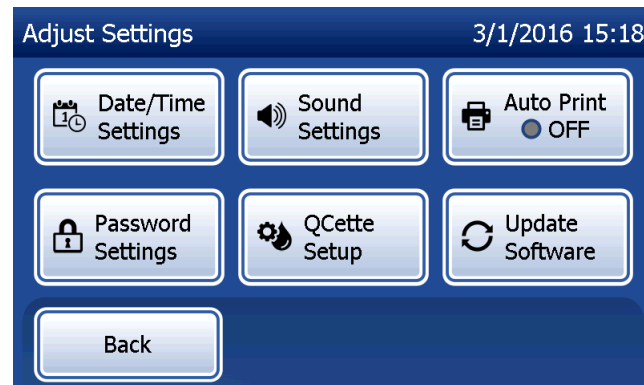 Adjust Settings 3/1/2016 15:18
Date/Time
Settings
Sound
Settings
Auto Print
OFF
Password
Settings
QCette
Setup
Update
Software
Back